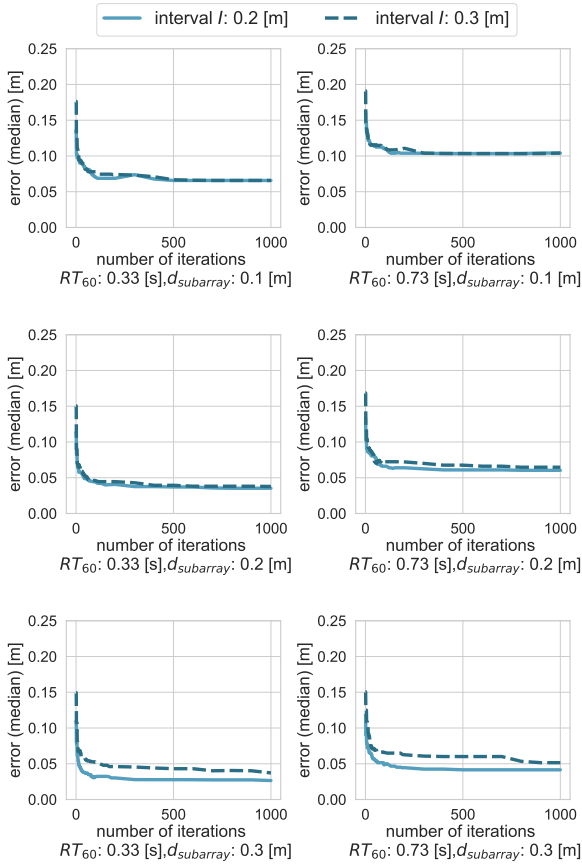 interval I: 0.2 [m] interval I: 0.3 [m]
0.25 0.25
0.20 0.20
0.15 0.15
0.10 0.10
0.05 0.05
0.00 0.00
error (median) [m] error (median) [m]
0 500 1000 0 500 1000
number of iterations number of iterations
RT60: 0.33 [s],dsubarray: 0.1 [m] RT60: 0.73 [s],dsubarray: 0.1 [m]
0.25 0.25
0.20 0.20
0.15 0.15
0.10 0.10
0.05 0.05
0.00 0.00
error (median) [m] error (median) [m]
0 500 1000 0 500 1000
number of iterations number of iterations
RT60: 0.33 [s],dsubarray: 0.2 [m] RT60: 0.73 [s],dsubarray: 0.2 [m]
0.25 0.25
0.20 0.20
0.15 0.15
0.10 0.10
0.05 0.05
0.00 0.00
error (median) [m] error (median) [m]
0 500 1000 0 500 1000
number of iterations number of iterations
RT60: 0.33 [s],dsubarray: 0.3 [m] RT60: 0.73 [s],dsubarray: 0.3 [m]